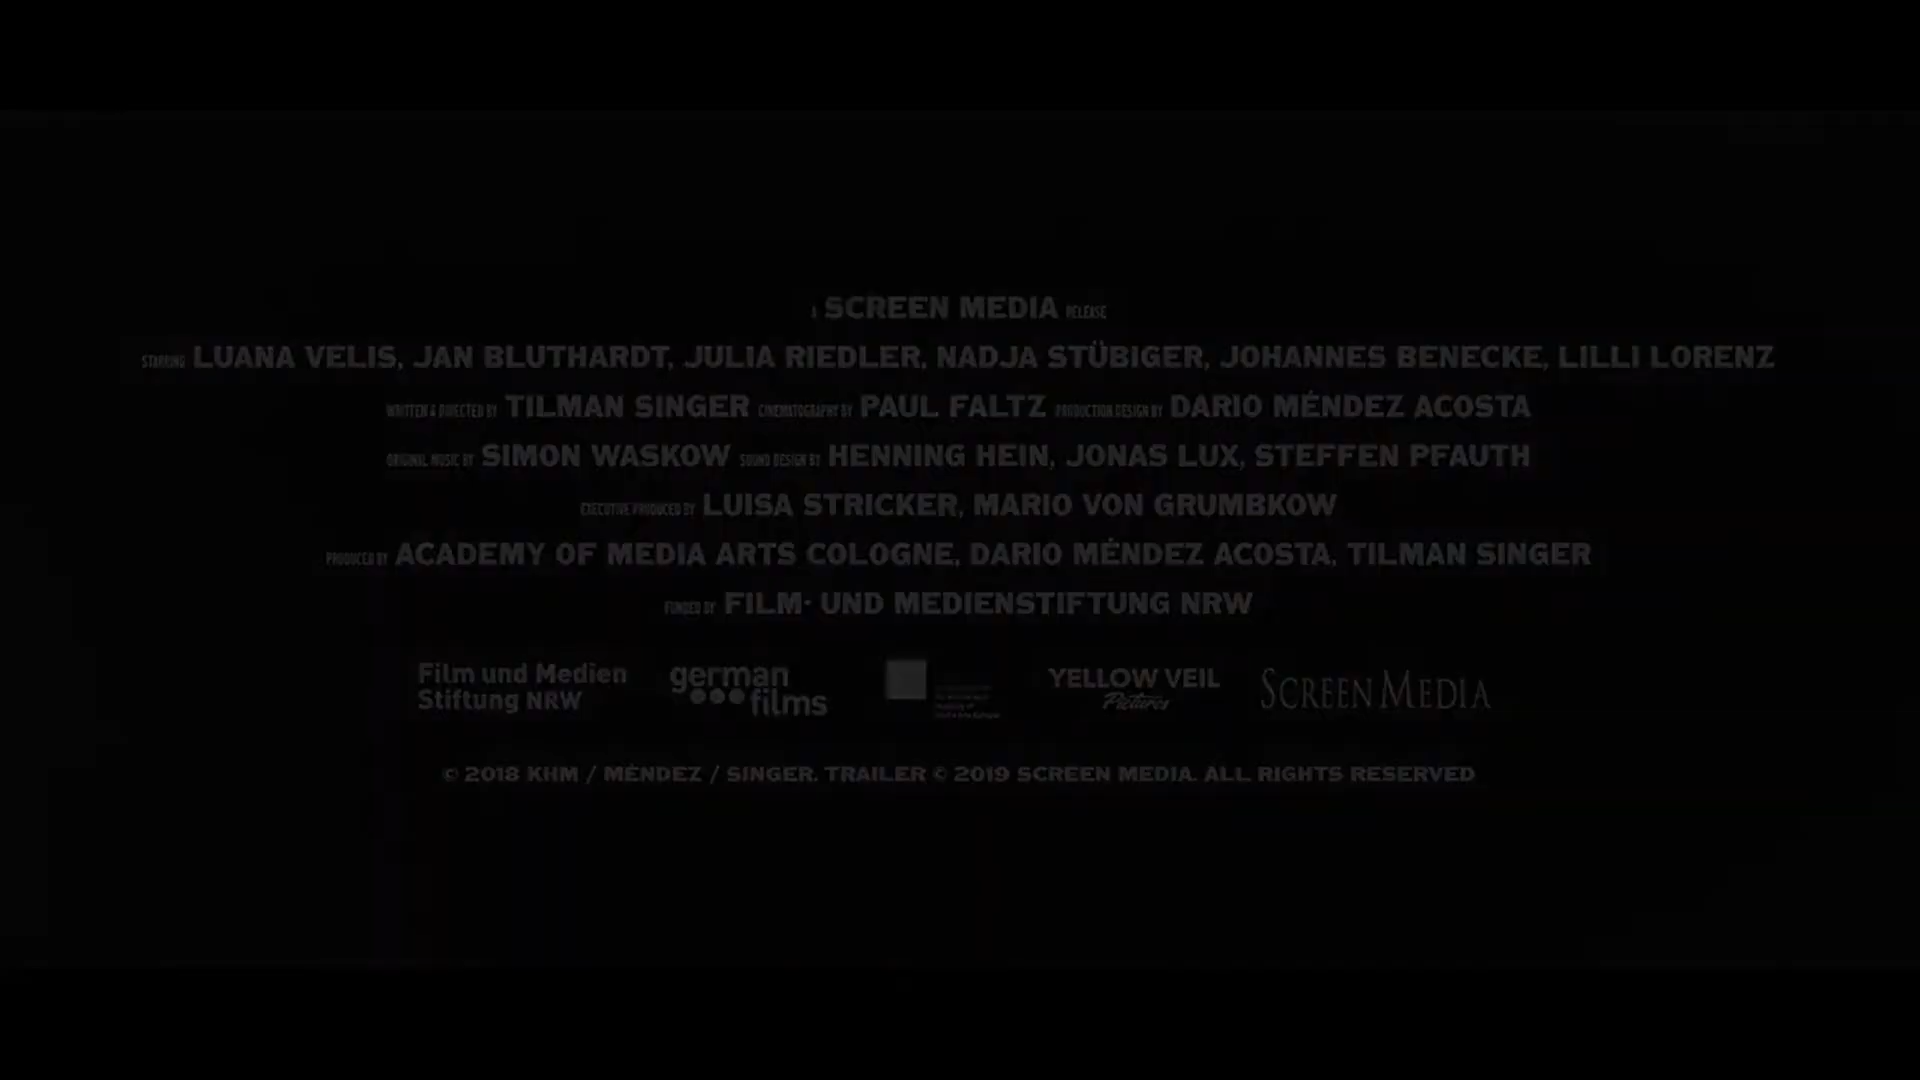 A SCREEN MEDIA RELEASE
STARRING LUANA VELIS, JAN BLUTHARDT, JULIA RIEDLER, NADJA STÜBIGER, JOHANNES BENECKE, LILLI LORENZ
WRITTEN & DIRECTED BY TILMAN SINGER CINEMATOGRAPHY BY PAUL FALTZ PRODUCTION DESIGN BY DARIO MÉNDEZ ACOSTA
ORIGINAL MUSIC BY SIMON WASKOW SOUND DESIGN BY HENNING HEIN, JONAS LUX, STEFFEN PFAUTH
EXECUTIVE PRODUCED BY LUISA STRICKER, MARIO VON GRUMBKOW
PRODUCED BY ACADEMY OF MEDIA ARTS COLOGNE, DARIO MÉNDEZ ACOSTA, TILMAN SINGER
FUNDED BY FILM- UND MEDIENSTIFTUNG NRW
Film und Medien
Stiftung NRW
german
films
YELLOW VEIL
Pictures
SCREEN MEDIA
© 2018 KHM / MÉNDEZ / SINGER. TRAILER © 2019 SCREEN MEDIA. ALL RIGHTS RESERVED